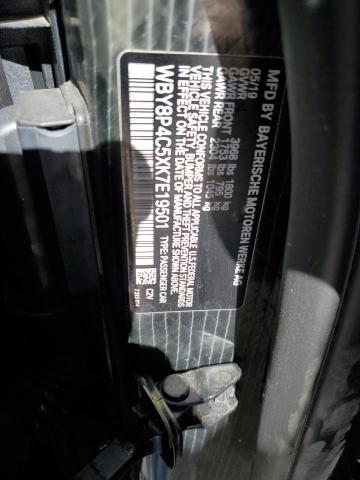 MFD BY BAYERISCHE MOTOREN WERKE AG
05/19
GVWR 3968 lbs 1800 kg
GAWR FRONT 1753 lbs 795 kg
GAWR REAR 2304 lbs 1045 kg
THIS VEHICLE CONFORMS TO ALL APPLICABLE U.S. FEDERAL MOTOR
VEHICLE SAFETY, BUMPER AND THEFT PREVENTION STANDARDS
IN EFFECT ON THE DATE OF MANUFACTURE SHOWN ABOVE.
WBY8P4C5XK7E19501
TYPE: PASSENGER CAR
C2V